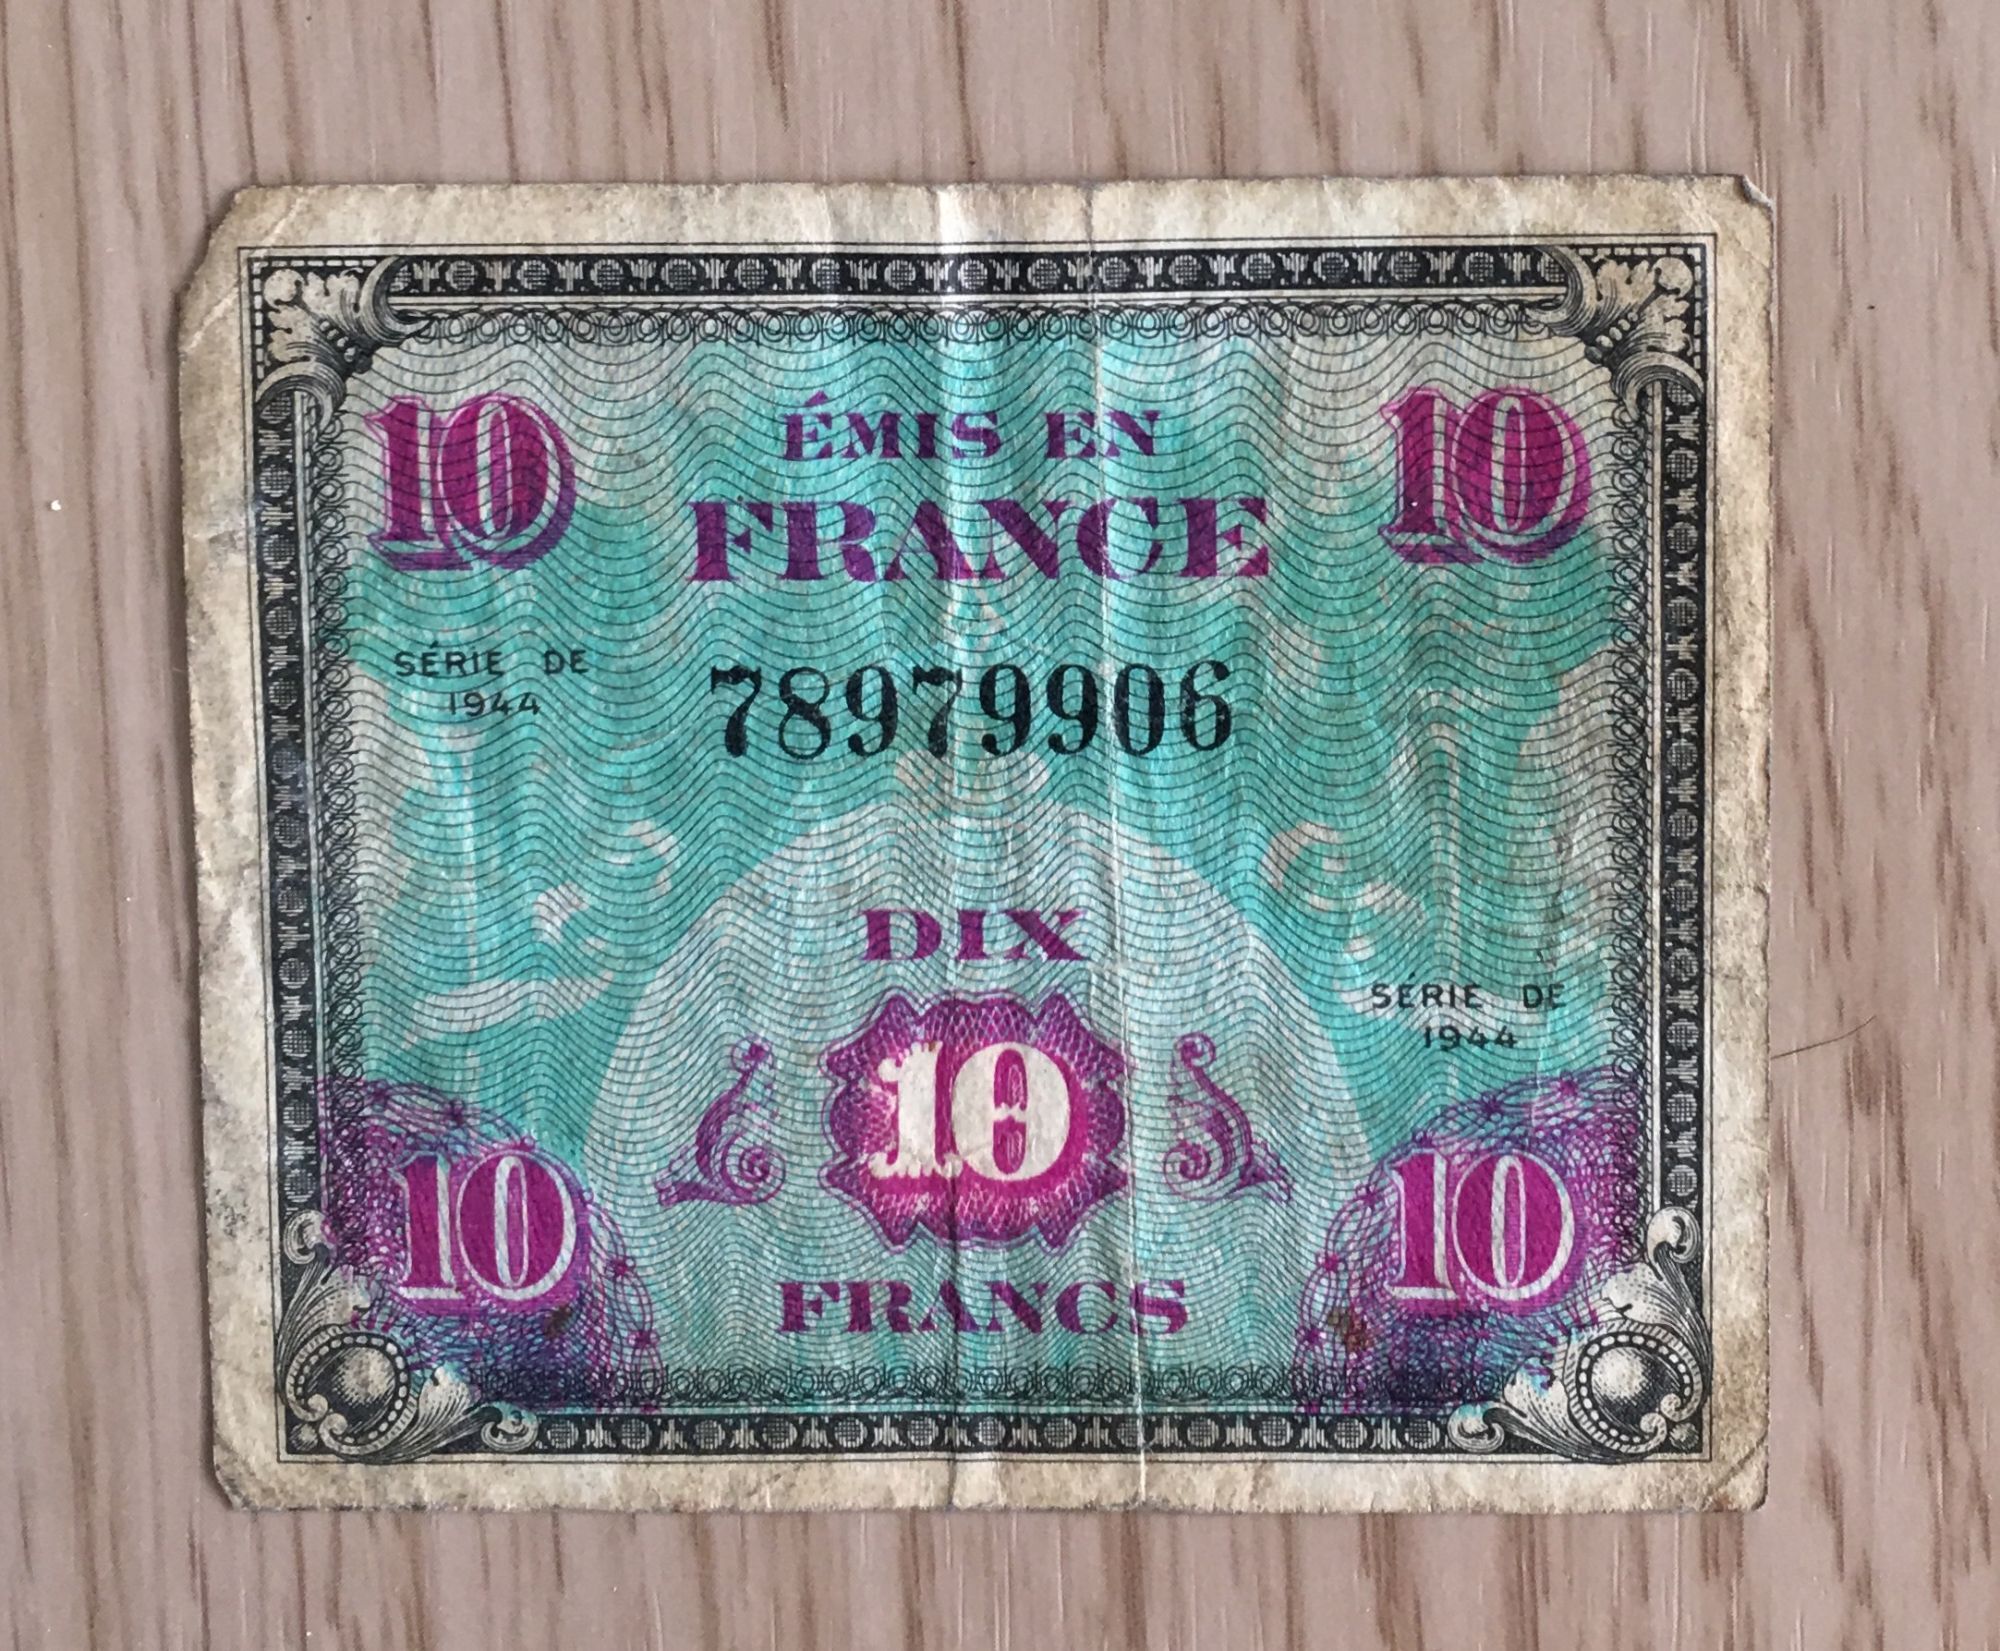 10 ÉMIS EN 10
FRANCE
SÉRIE DE
1944
78979906
DIX
SÉRIE DE
1944
10
10 10
FRANCS